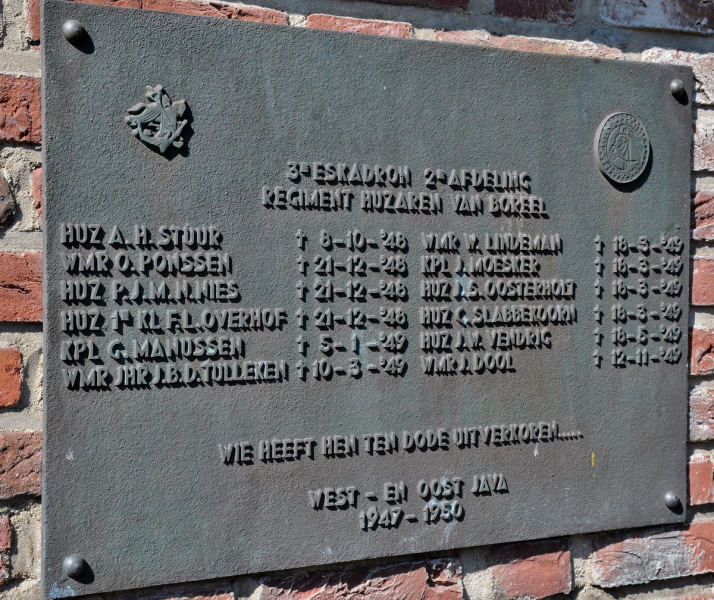 3e ESKADRON 2e AFDELING
REGIMENT HUZAREN VAN BOREEL
HUZ A. H. STUUR † 8-10-'48
WMR O. PONSSEN † 21-12-'48
HUZ P.J.M.N. NIES † 21-12-'48
HUZ 1e KL F.L. OVERHOF † 21-12-'48
KPL G. MANUSSEN † 5-1-'49
WMR JHR J.B.D. TULLEKEN † 10-3-'49
WMR W. LINDEMAN † 18-3-'49
KPL J. MOESKER † 18-3-'49
HUZ J.S. OOSTERHOLT † 18-3-'49
HUZ C. SLABBEKOORN † 18-3-'49
HUZ J.W. VENDRIG † 18-5-'49
WMR J. DOOL † 12-11-'49
WIE HEEFT HEN TEN DODE UITVERKOREN.....
WEST - EN OOST JAVA
1947 - 1950